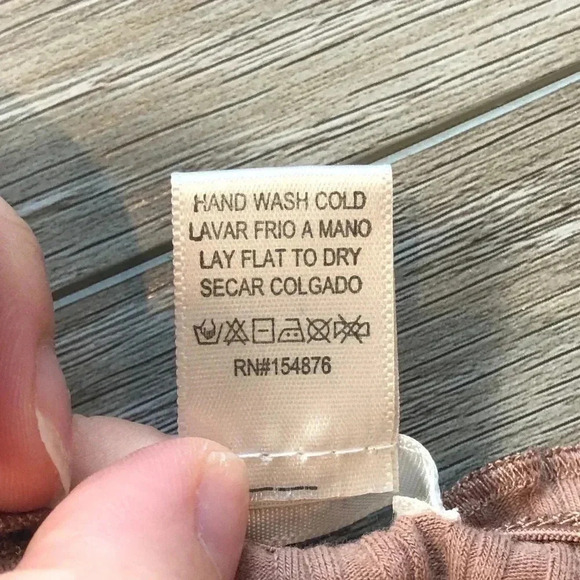 HAND WASH COLD
LAVAR FRIO A MANO
LAY FLAT TO DRY
SECAR COLGADO
RN#154876